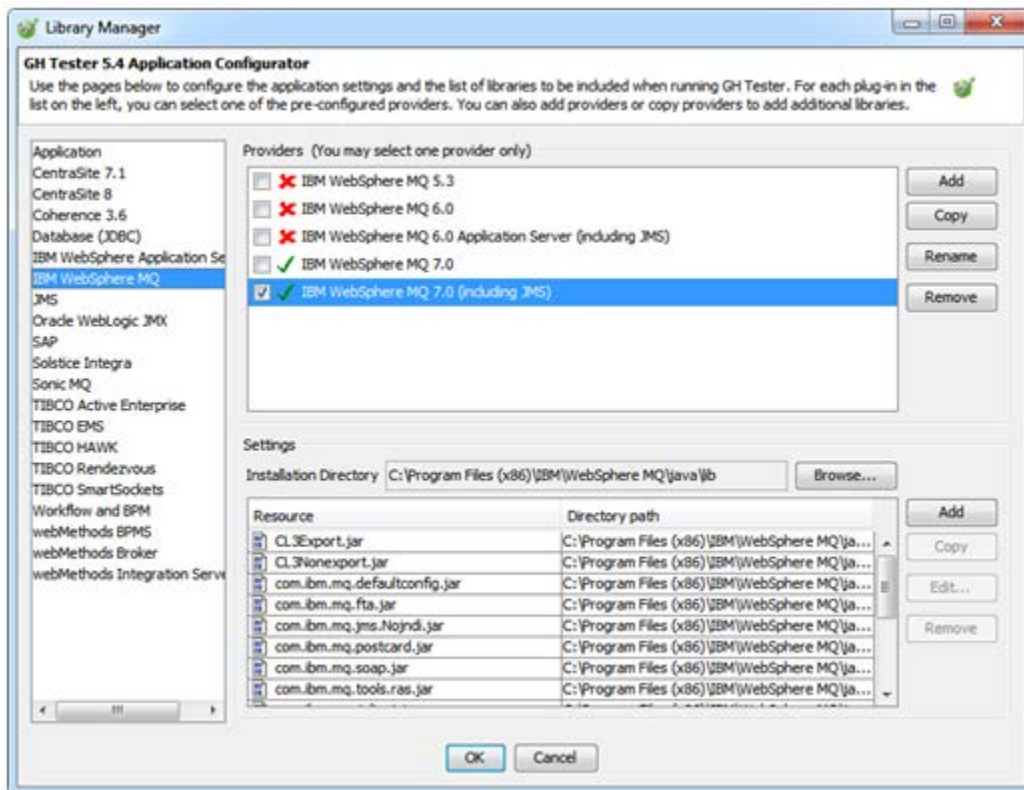 Library Manager
GH Tester 5.4 Application Configurator
Use the pages below to configure the application settings and the list of libraries to be included when running GH Tester. For each plug-in in the
list on the left, you can select one of the pre-configured providers. You can also add providers or copy providers to add additional libraries.
Application
CentraSite 7.1
CentraSite 8
Coherence 3.6
Database (JDBC)
IBM WebSphere Application Se
IBM WebSphere MQ
JMS
Oracle WebLogic JMX
SAP
Solstice Integra
Sonic MQ
TIBCO Active Enterprise
TIBCO EMS
TIBCO HAWK
TIBCO Rendezvous
TIBCO SmartSockets
Workflow and BPM
webMethods BPMS
webMethods Broker
webMethods Integration Serve
Providers (You may select one provider only)
IBM WebSphere MQ 5.3
IBM WebSphere MQ 6.0
IBM WebSphere MQ 6.0 Application Server (including JMS)
IBM WebSphere MQ 7.0
IBM WebSphere MQ 7.0 (including JMS)
Add
Copy
Rename
Remove
Settings
Installation Directory C:\Program Files (x86)\IBM\WebSphere MQ\java\lib Browse...
Resource Directory path
CL3Export.jar C:\Program Files (x86)\IBM\WebSphere MQ\ja...
CL3Nonexport.jar C:\Program Files (x86)\IBM\WebSphere MQ\ja...
com.ibm.mq.defaultconfig.jar C:\Program Files (x86)\IBM\WebSphere MQ\ja...
com.ibm.mq.fta.jar C:\Program Files (x86)\IBM\WebSphere MQ\ja...
com.ibm.mq.jms.Nojndi.jar C:\Program Files (x86)\IBM\WebSphere MQ\ja...
com.ibm.mq.postcard.jar C:\Program Files (x86)\IBM\WebSphere MQ\ja...
com.ibm.mq.soap.jar C:\Program Files (x86)\IBM\WebSphere MQ\ja...
com.ibm.mq.tools.ras.jar C:\Program Files (x86)\IBM\WebSphere MQ\ja...
Add
Copy
Edit...
Remove
OK Cancel